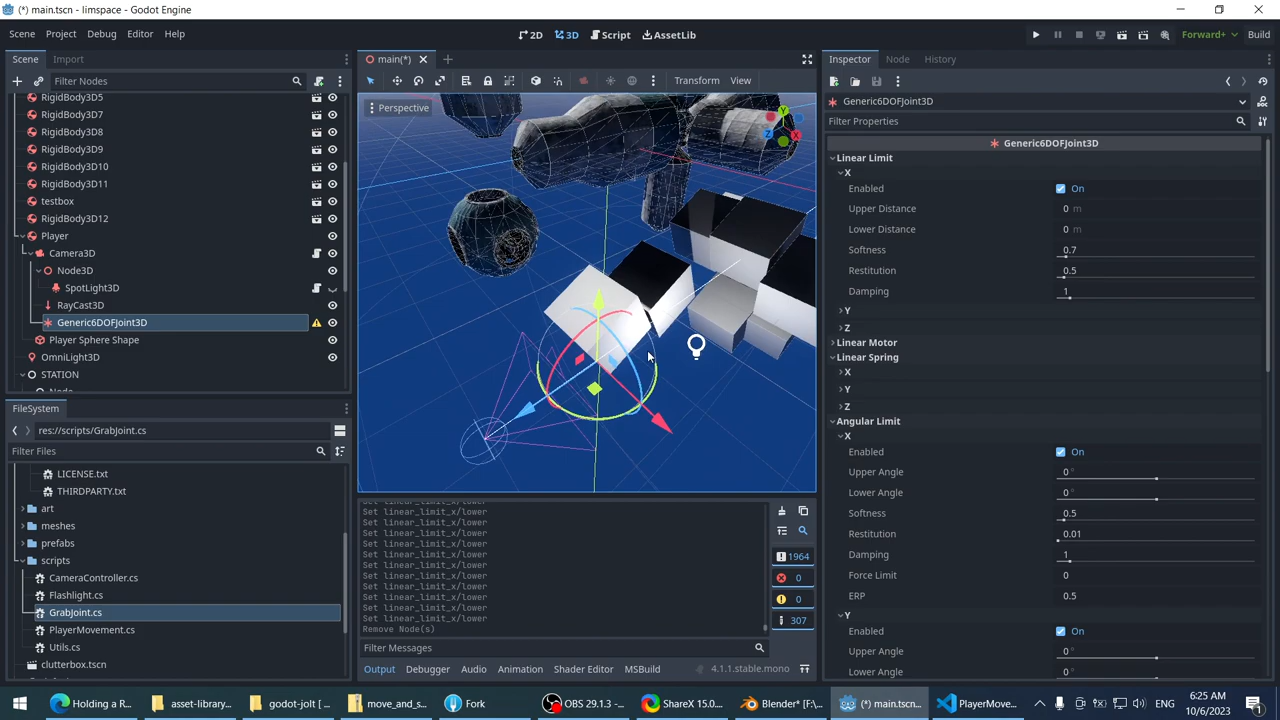 (*) main.tscn - limspace - Godot Engine
Scene Project Debug Editor Help
2D 3D Script AssetLib
Forward+ Build
Scene Import
Filter Nodes
RigidBody3D5
RigidBody3D7
RigidBody3D8
RigidBody3D9
RigidBody3D10
RigidBody3D11
testbox
RigidBody3D12
Player
Camera3D
Node3D
SpotLight3D
RayCast3D
Generic6DOFJoint3D
Player Sphere Shape
OmniLight3D
STATION
FileSystem
res://scripts/GrabJoint.cs
Filter Files
LICENSE.txt
THIRDPARTY.txt
art
meshes
prefabs
scripts
CameraController.cs
Flashlight.cs
GrabJoint.cs
PlayerMovement.cs
Utils.cs
clutterbox.tscn
main(*)
Transform View
Perspective
Y
Z
X
Set linear_limit_x/lower
Set linear_limit_x/lower
Set linear_limit_x/lower
Set linear_limit_x/lower
Set linear_limit_x/lower
Set linear_limit_x/lower
Set linear_limit_x/lower
Set linear_limit_x/lower
Set linear_limit_x/lower
Set linear_limit_x/lower
Set linear_limit_x/lower
Remove Node(s)
1964
0
0
307
Filter Messages
Output Debugger Audio Animation Shader Editor MSBuild 4.1.1.stable.mono
Inspector Node History
Generic6DOFJoint3D
Filter Properties
Generic6DOFJoint3D
Linear Limit
X
Enabled On
Upper Distance 0 m
Lower Distance 0 m
Softness 0.7
Restitution 0.5
Damping 1
Y
Z
Linear Motor
Linear Spring
X
Y
Z
Angular Limit
X
Enabled On
Upper Angle 0 °
Lower Angle 0 °
Softness 0.5
Restitution 0.01
Damping 1
Force Limit 0
ERP 0.5
Y
Enabled On
Upper Angle 0 °
Lower Angle 0 °
Holding a R... asset-library... godot-jolt [ ... move_and_s... Fork OBS 29.1.3 -... ShareX 15.0.... Blender* [F:\... (*) main.tscn... PlayerMove...
ENG
6:25 AM
10/6/2023
1